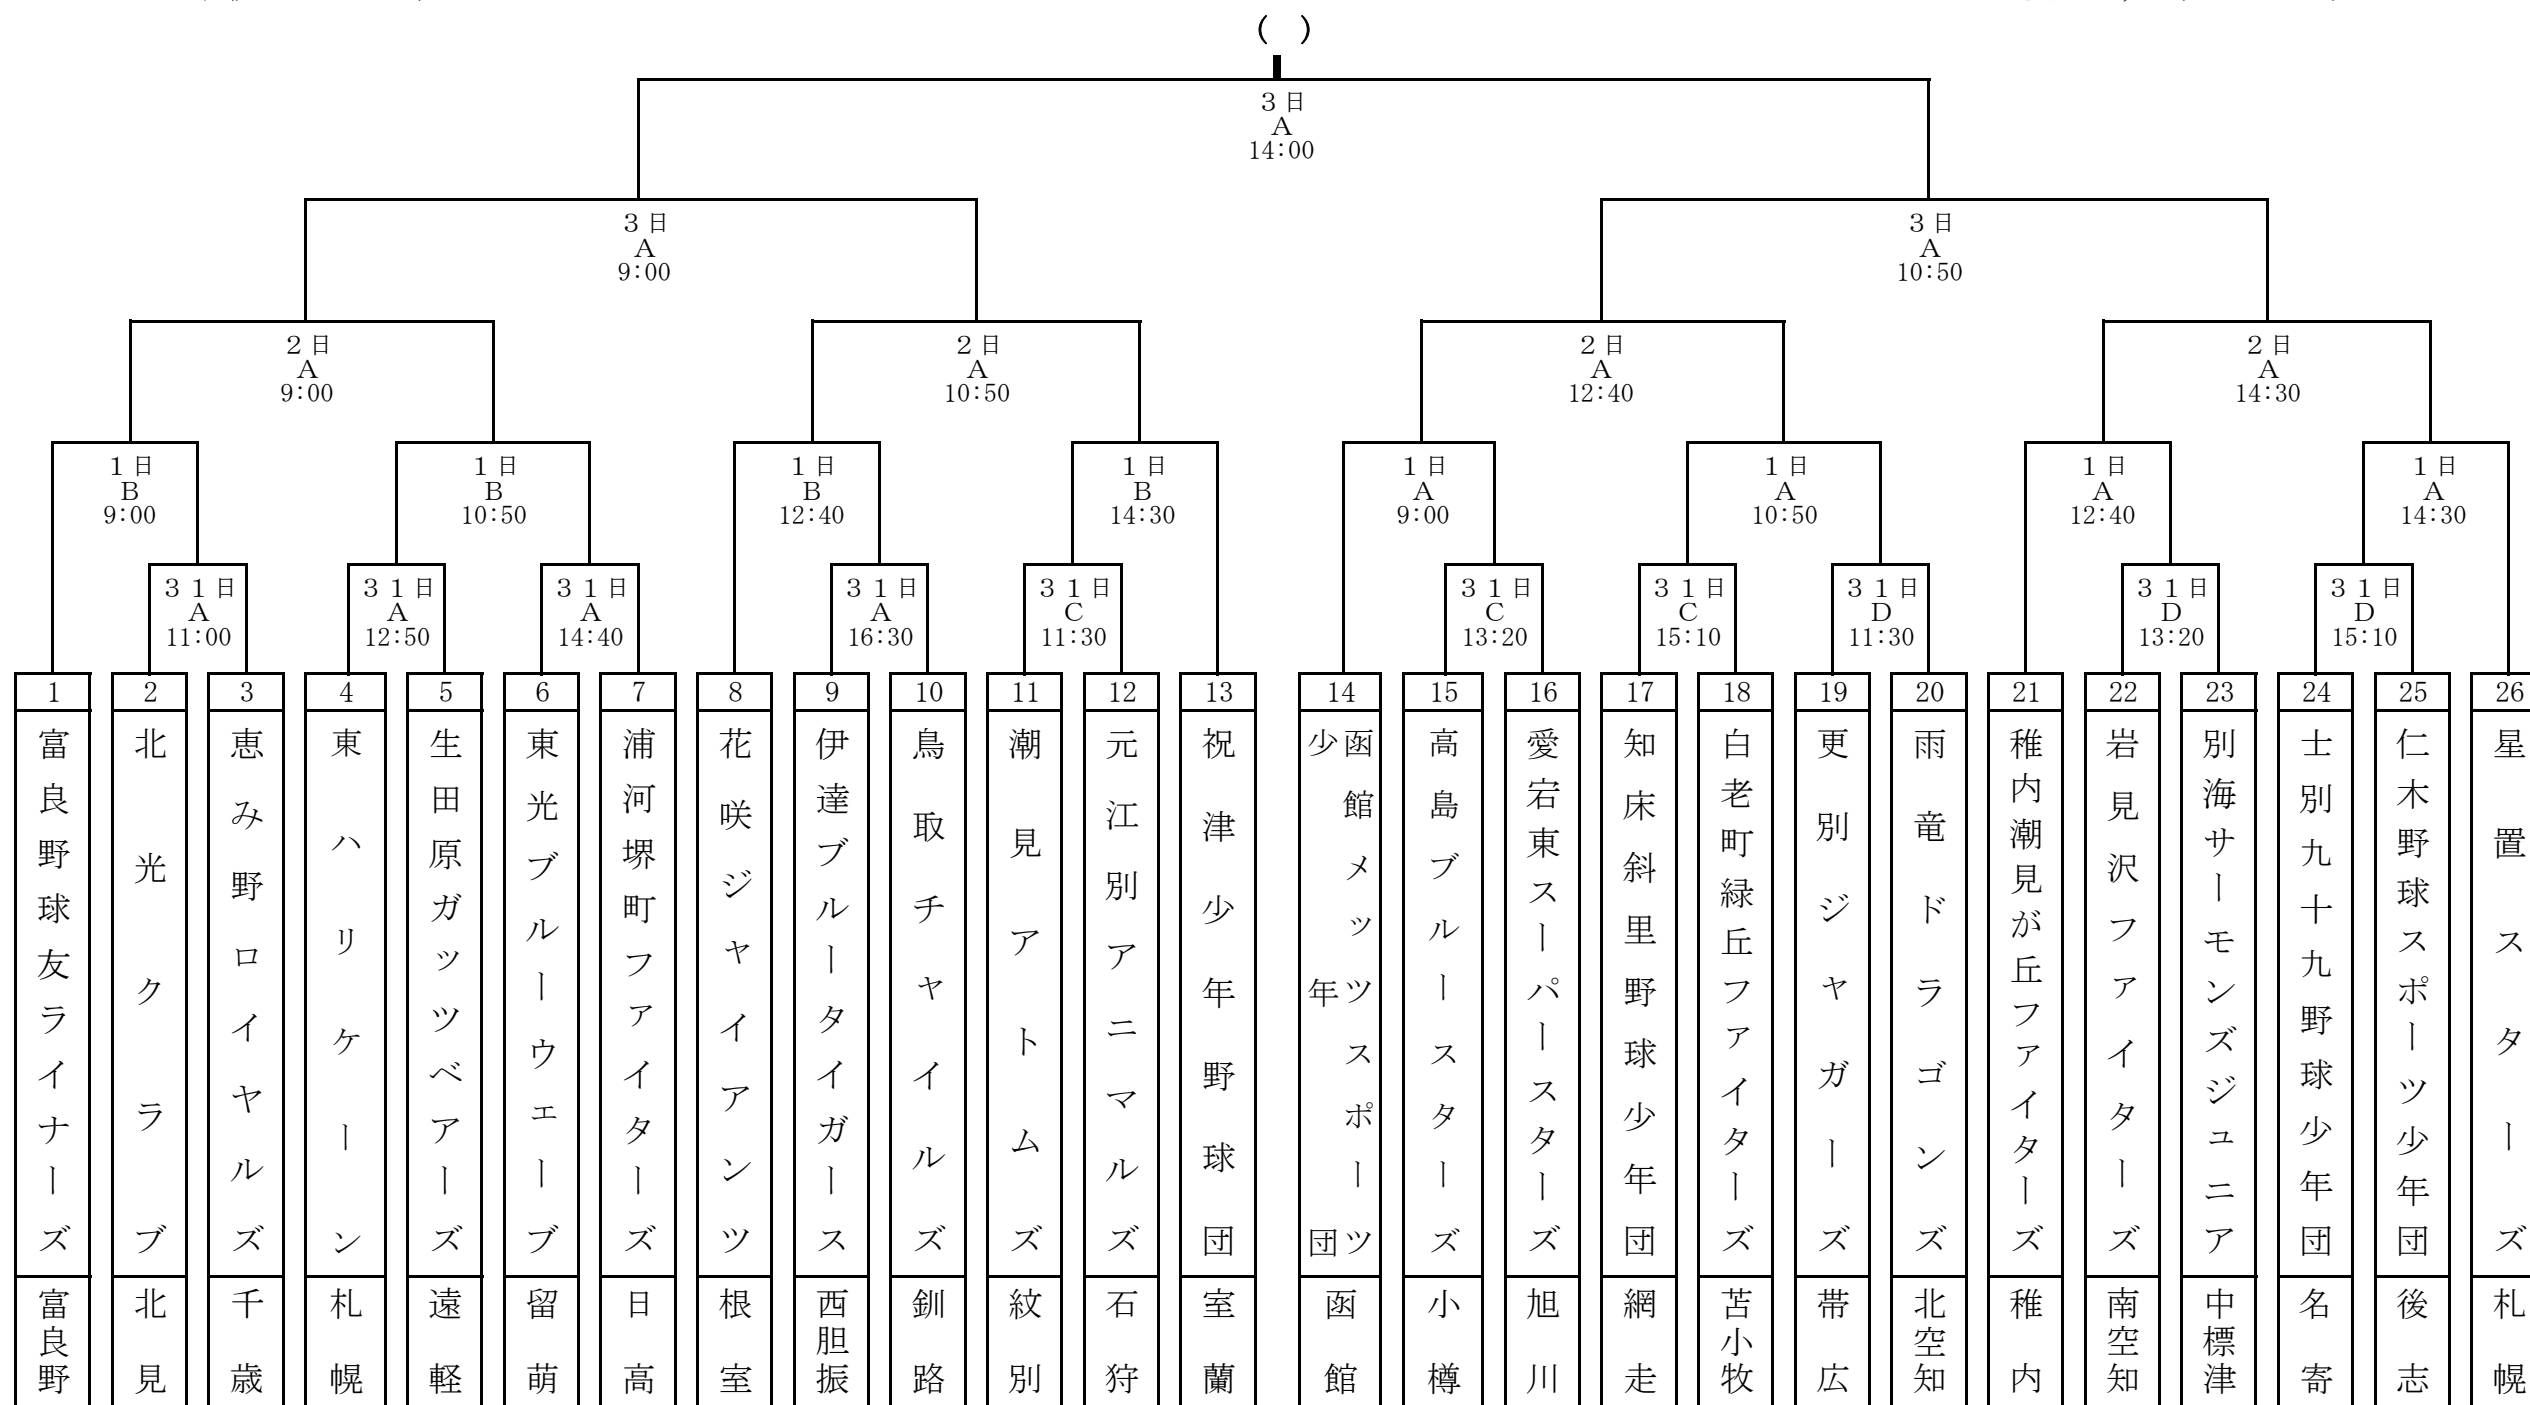 （　）
３日
A
14:00
３日
A
9:00
３日
A
10:50
２日
A
9:00
２日
A
10:50
２日
A
12:40
２日
A
14:30
１日
B
9:00
１日
B
10:50
１日
B
12:40
１日
B
14:30
１日
A
9:00
１日
A
10:50
１日
A
12:40
１日
A
14:30
３１日
A
11:00
３１日
A
12:50
３１日
A
14:40
３１日
A
16:30
３１日
C
11:30
３１日
C
13:20
３１日
C
15:10
３１日
D
11:30
３１日
D
13:20
３１日
D
15:10
1
富良野球友ライナーズ
富良野
2
北光クラブ
北見
3
恵み野ロイヤルズ
千歳
4
東ハリケーン
札幌
5
生田原ガッツベアーズ
遠軽
6
東光ブルーウェーブ
留萌
7
浦河堺町ファイターズ
日高
8
花咲ジャイアンツ
根室
9
伊達ブルータイガース
西胆振
10
鳥取チャイルズ
釧路
11
潮見アトムズ
紋別
12
元江別アニマルズ
石狩
13
祝津少年野球団
室蘭
14
函館メッツスポーツ
少年団
函館
15
高島ブルースターズ
小樽
16
愛宕東スーパースターズ
旭川
17
知床斜里野球少年団
網走
18
白老町緑丘ファイターズ
苫小牧
19
更別ジャガーズ
帯広
20
雨竜ドラゴンズ
北空知
21
稚内潮見が丘ファイターズ
稚内
22
岩見沢ファイターズ
南空知
23
別海サーモンズジュニア
中標津
24
士別九十九野球少年団
名寄
25
仁木野球スポーツ少年団
後志
26
星置スターズ
札幌